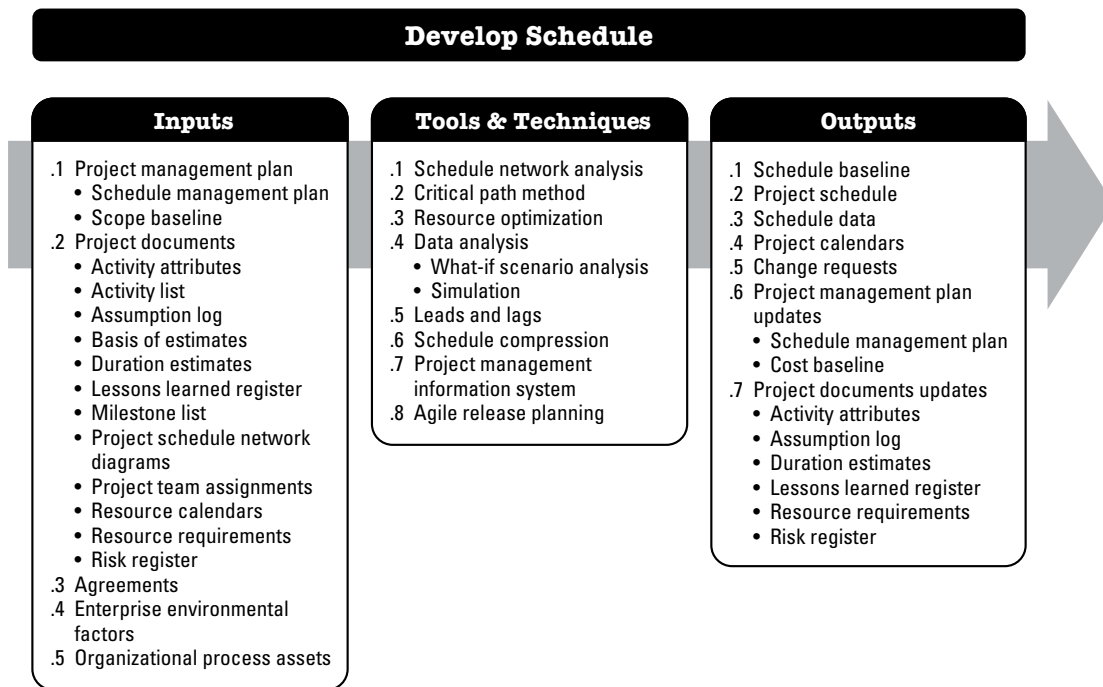 Develop Schedule
Inputs
.1 Project management plan
• Schedule management plan
• Scope baseline
.2 Project documents
• Activity attributes
• Activity list
• Assumption log
• Basis of estimates
• Duration estimates
• Lessons learned register
• Milestone list
• Project schedule network
diagrams
• Project team assignments
• Resource calendars
• Resource requirements
• Risk register
.3 Agreements
.4 Enterprise environmental
factors
.5 Organizational process assets
Tools & Techniques
.1 Schedule network analysis
.2 Critical path method
.3 Resource optimization
.4 Data analysis
• What-if scenario analysis
• Simulation
.5 Leads and lags
.6 Schedule compression
.7 Project management
information system
.8 Agile release planning
Outputs
.1 Schedule baseline
.2 Project schedule
.3 Schedule data
.4 Project calendars
.5 Change requests
.6 Project management plan
updates
• Schedule management plan
• Cost baseline
.7 Project documents updates
• Activity attributes
• Assumption log
• Duration estimates
• Lessons learned register
• Resource requirements
• Risk register